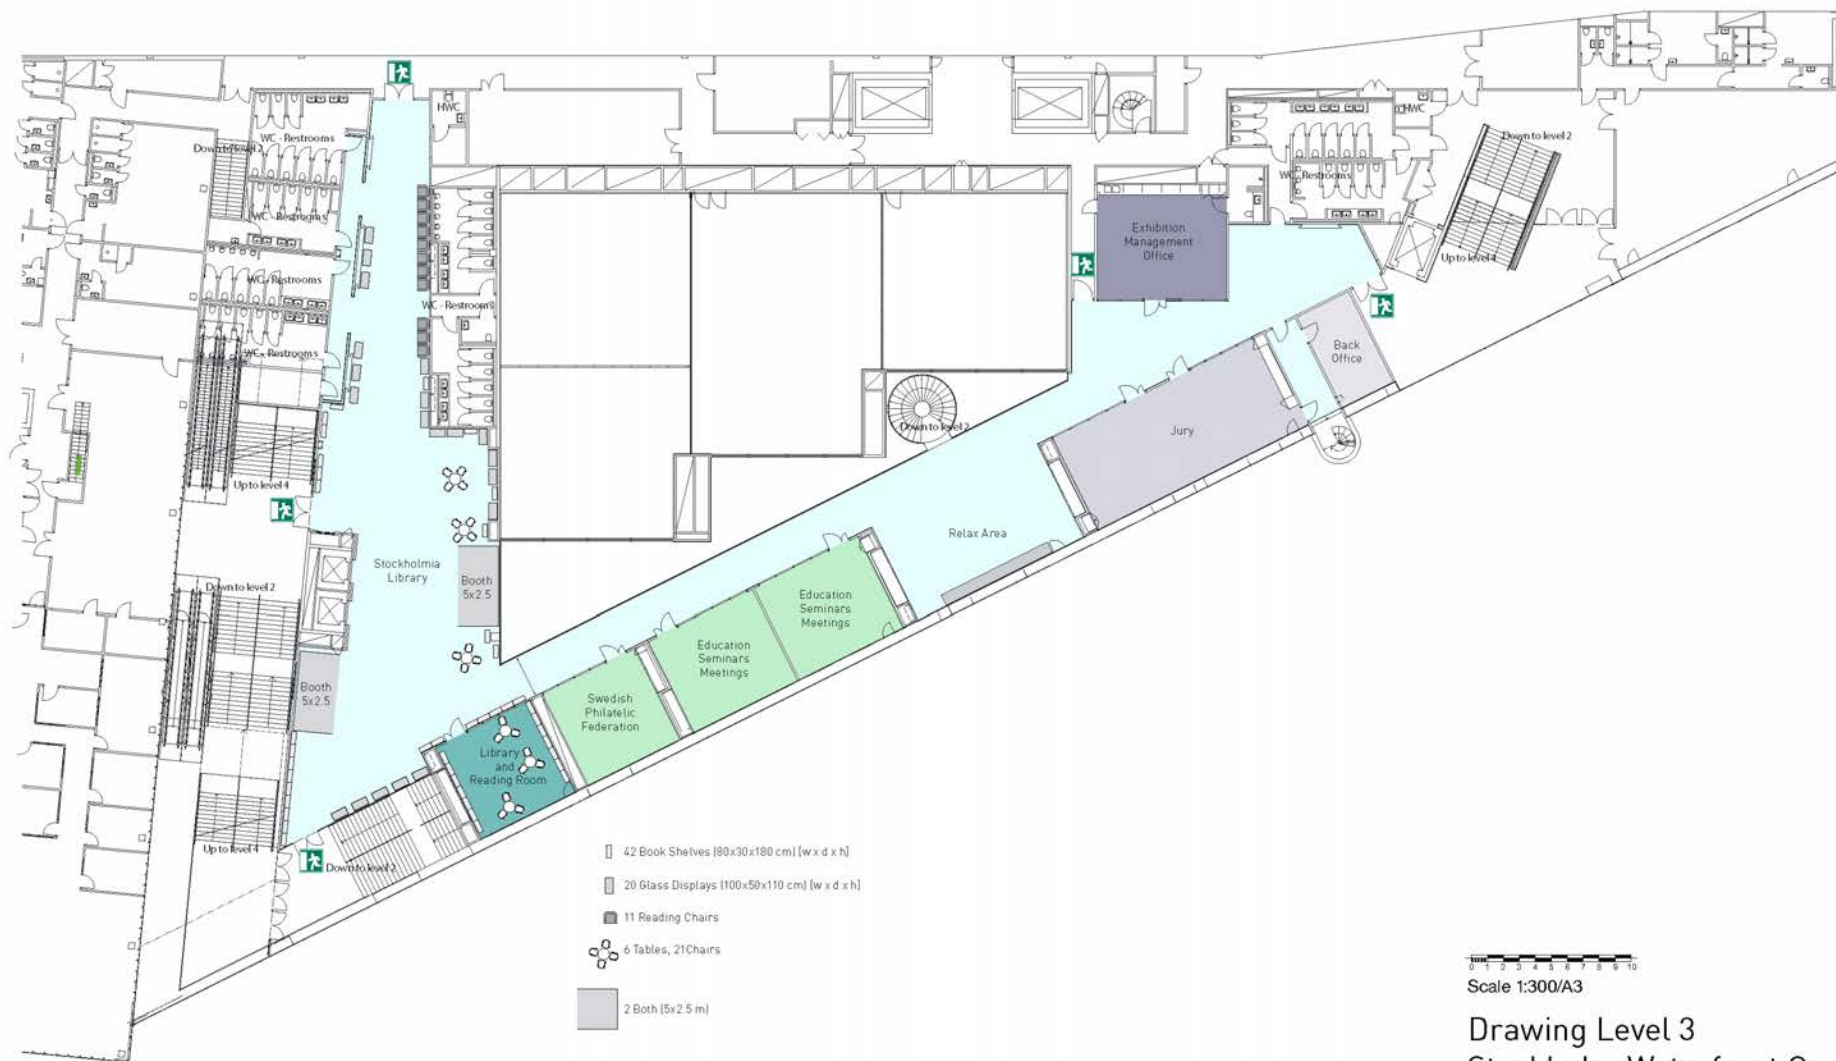 HWC
HWC
WC - Restrooms
Down to level 2
Down to level 2
WC - Restrooms
WC - Restrooms
Exhibition
Management
Office
Up to level 4
WC - Restrooms
WC - Restrooms
WC - Restrooms
Back
Office
Down to level 2
Jury
Up to level 4
Relax Area
Stockholmia
Library
Booth
5x2.5
Down to level 2
Education
Seminars
Meetings
Education
Seminars
Meetings
Booth
5x2.5
Swedish
Philatelic
Federation
Library
and
Reading Room
Up to level 4
Down to level 2
42 Book Shelves (80x30x180 cm) (w x d x h)
20 Glass Displays (100x50x110 cm) (w x d x h)
11 Reading Chairs
6 Tables, 21Chairs
2 Both (5x2.5 m)
0 1 2 3 4 5 6 7 8 9 10
Scale 1:300/A3
Drawing Level 3